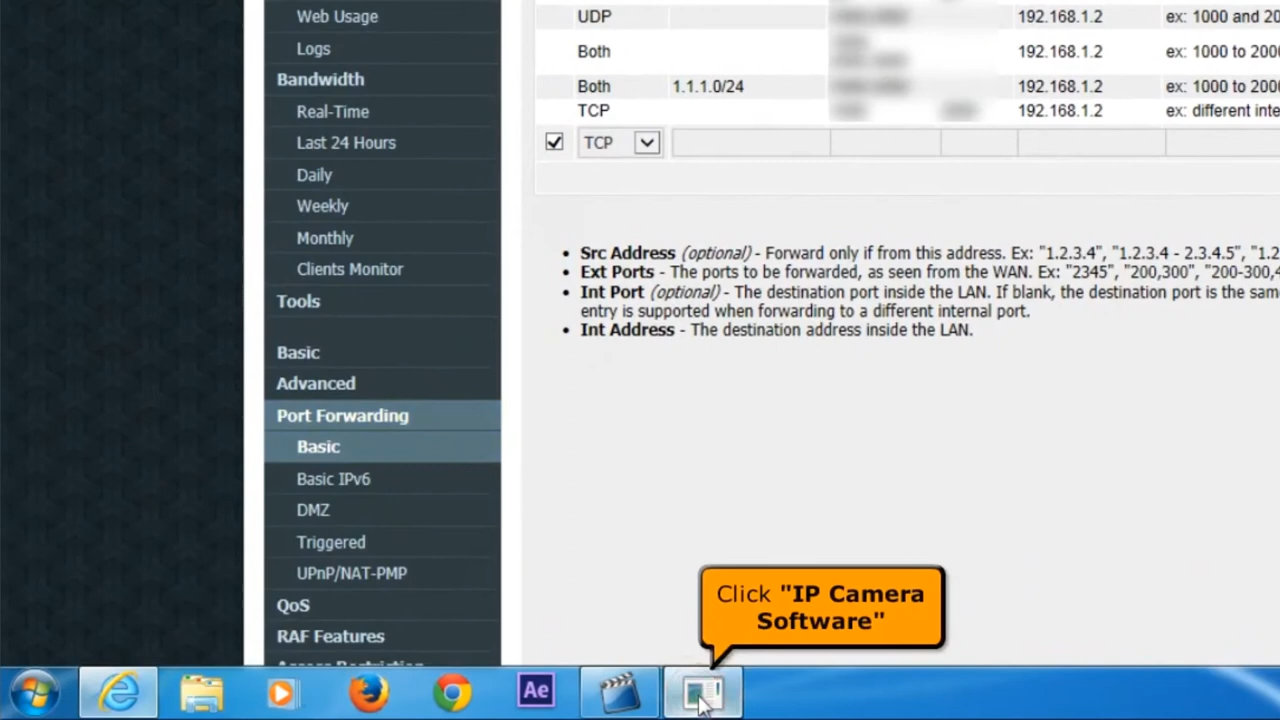 Web Usage
Logs
Bandwidth
Real-Time
Last 24 Hours
Daily
Weekly
Monthly
Clients Monitor
Tools
Basic
Advanced
Port Forwarding
Basic
Basic IPv6
DMZ
Triggered
UPnP/NAT-PMP
QoS
RAF Features
UDP 192.168.1.2 ex: 1000 and 20
Both 192.168.1.2 ex: 1000 to 2000
Both 1.1.1.0/24 192.168.1.2 ex: 1000 to 2000
TCP 192.168.1.2 ex: different inte
TCP
Src Address (optional) - Forward only if from this address. Ex: "1.2.3.4", "1.2.3.4 - 2.3.4.5", "1.2
Ext Ports - The ports to be forwarded, as seen from the WAN. Ex: "2345", "200,300", "200-300,4
Int Port (optional) - The destination port inside the LAN. If blank, the destination port is the same
entry is supported when forwarding to a different internal port.
Int Address - The destination address inside the LAN.
Click "IP Camera
Software"
Ae